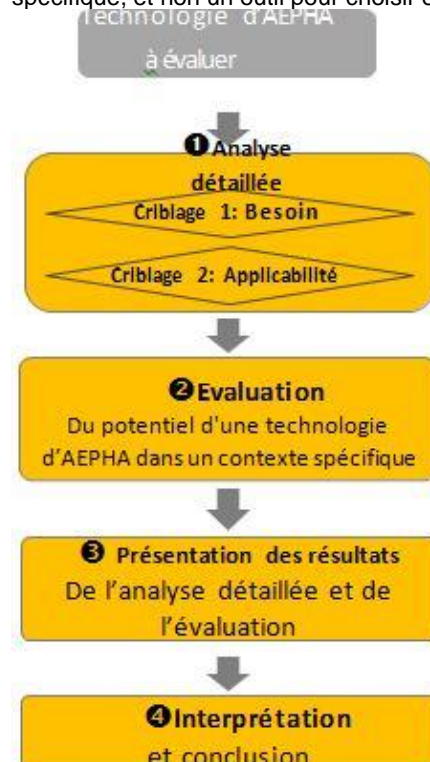 spécifique, et non un outil pour choisir
Technologie d'AEPHA
à évaluer
❶Analyse
détaillée
Criblage 1: Besoin
Criblage 2: Applicabilité
❷Evaluation
Du potentiel d'une technologie
d'AEPHA dans un contexte spécifique
❸ Présentation des résultats
De l'analyse détaillée et de
l'évaluation
❹Interprétation
et conclusion